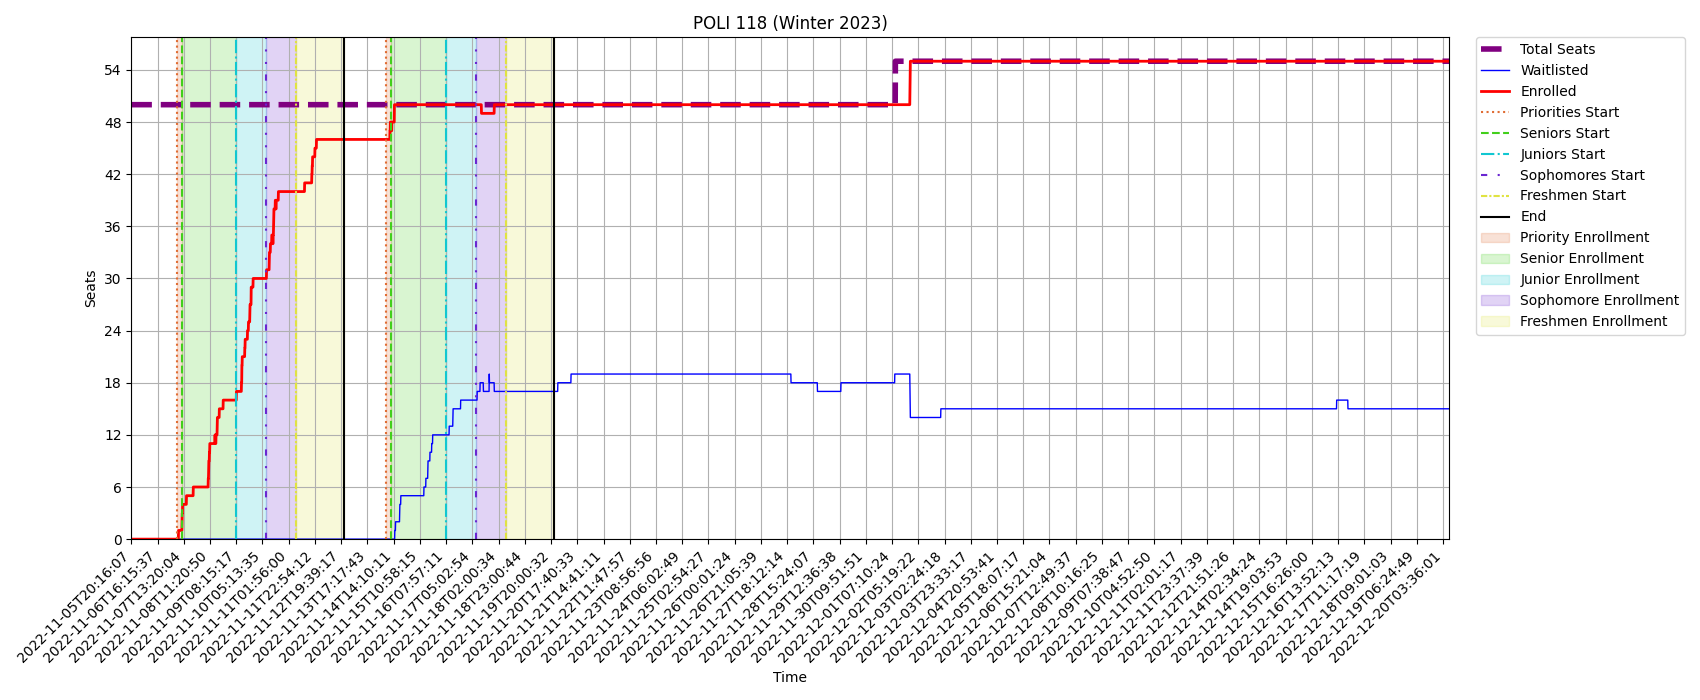 POLI 118 (Winter 2023)
Total Seats
Waitlisted
Enrolled
Priorities Start
Seniors Start
Juniors Start
Sophomores Start
Freshmen Start
End
Priority Enrollment
Senior Enrollment
Junior Enrollment
Sophomore Enrollment
Freshmen Enrollment
Seats
54
48
42
36
30
24
18
12
6
0
2022-11-05T20:16:07
2022-11-06T16:15:37
2022-11-07T13:20:04
2022-11-08T11:20:50
2022-11-09T08:15:17
2022-11-10T05:13:35
2022-11-11T01:56:00
2022-11-11T22:54:12
2022-11-12T19:39:17
2022-11-13T17:17:43
2022-11-14T14:10:11
2022-11-15T10:58:15
2022-11-16T07:57:11
2022-11-17T05:02:54
2022-11-18T02:00:34
2022-11-18T23:00:44
2022-11-19T20:00:32
2022-11-20T17:40:33
2022-11-21T14:41:11
2022-11-22T11:47:57
2022-11-23T08:56:56
2022-11-24T06:02:49
2022-11-25T02:54:27
2022-11-26T00:01:24
2022-11-26T21:05:39
2022-11-27T18:12:14
2022-11-28T15:24:07
2022-11-29T12:36:38
2022-11-30T09:51:51
2022-12-01T07:10:24
2022-12-02T05:19:22
2022-12-03T02:24:18
2022-12-03T23:33:17
2022-12-04T20:53:41
2022-12-05T18:07:17
2022-12-06T15:21:04
2022-12-07T12:49:37
2022-12-08T10:16:25
2022-12-09T07:38:47
2022-12-10T04:52:50
2022-12-11T02:01:17
2022-12-11T23:37:39
2022-12-12T21:51:26
2022-12-14T02:34:24
2022-12-14T19:03:53
2022-12-15T16:26:00
2022-12-16T13:52:13
2022-12-17T11:17:19
2022-12-18T09:01:03
2022-12-19T06:24:49
2022-12-20T03:36:01
Time